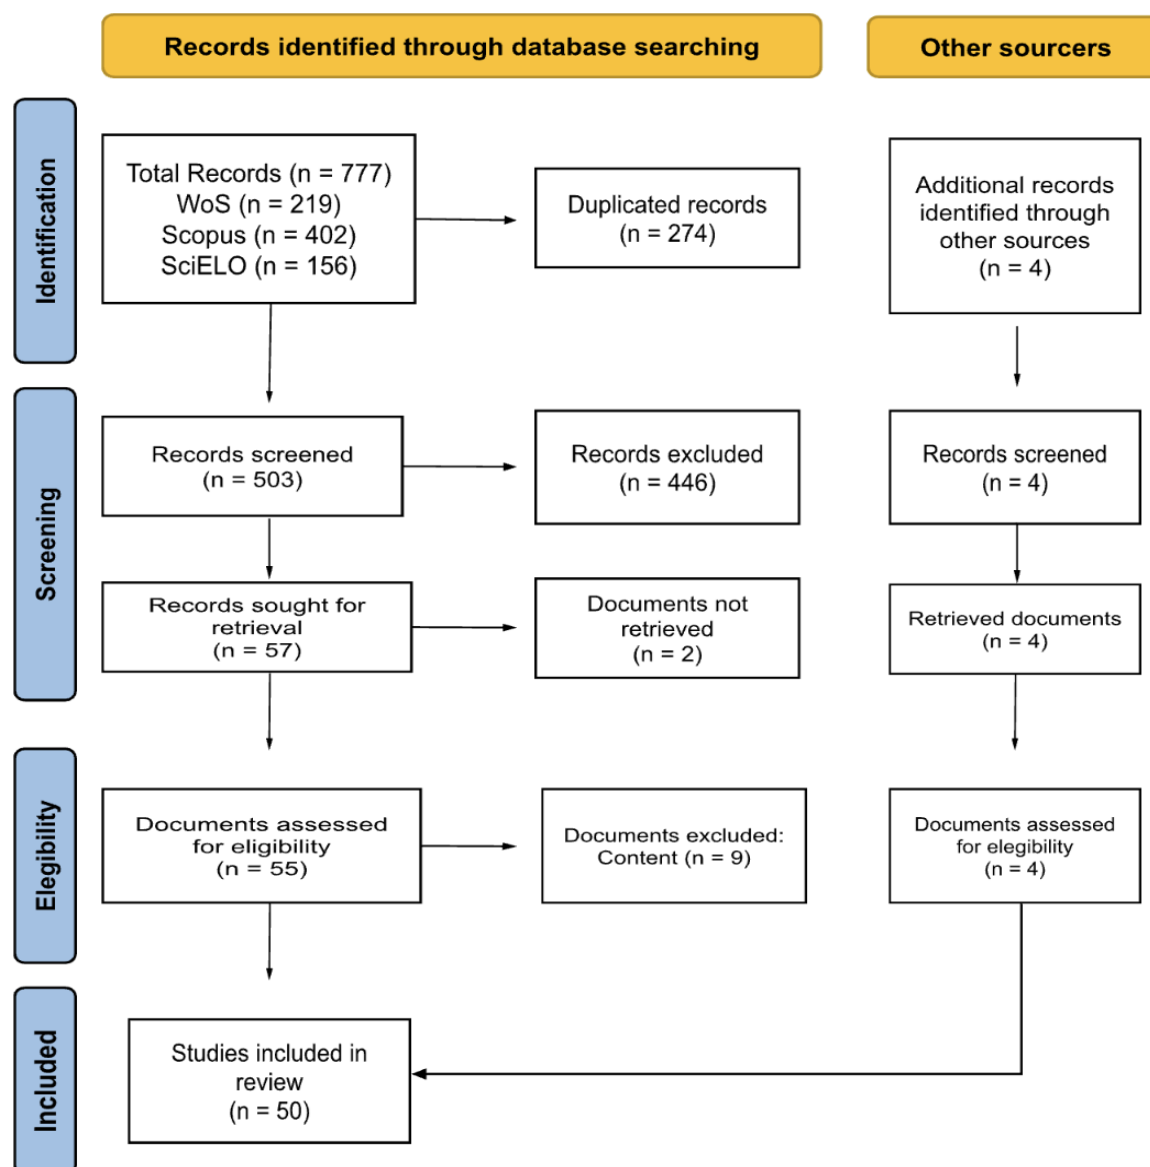 Records identified through database searching
Other sourcers
Identification
Total Records (n = 777)
WoS (n = 219)
Scopus (n = 402)
SciELO (n = 156)
Duplicated records
(n = 274)
Additional records
identified through
other sources
(n = 4)
Screening
Records screened
(n = 503)
Records excluded
(n = 446)
Records screened
(n = 4)
Records sought for
retrieval
(n = 57)
Documents not
retrieved
(n = 2)
Retrieved documents
(n = 4)
Elegibility
Documents assessed
for eligibility
(n = 55)
Documents excluded:
Content (n = 9)
Documents assessed
for elegibility
(n = 4)
Included
Studies included in
review
(n = 50)